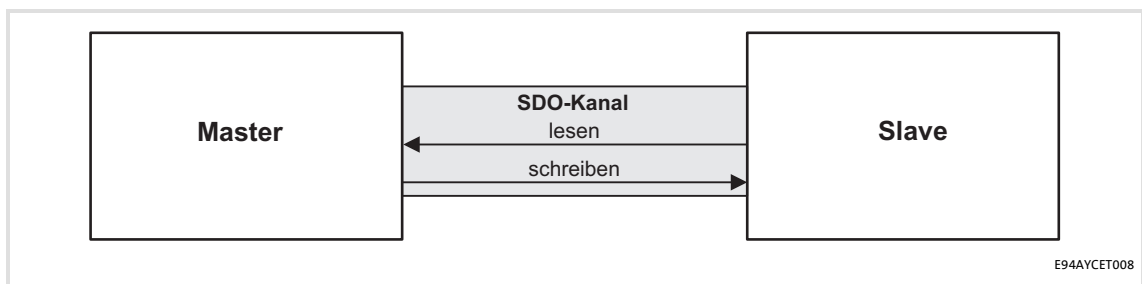 SDO-Kanal
Master
lesen
Slave
schreiben
E94AYCET008